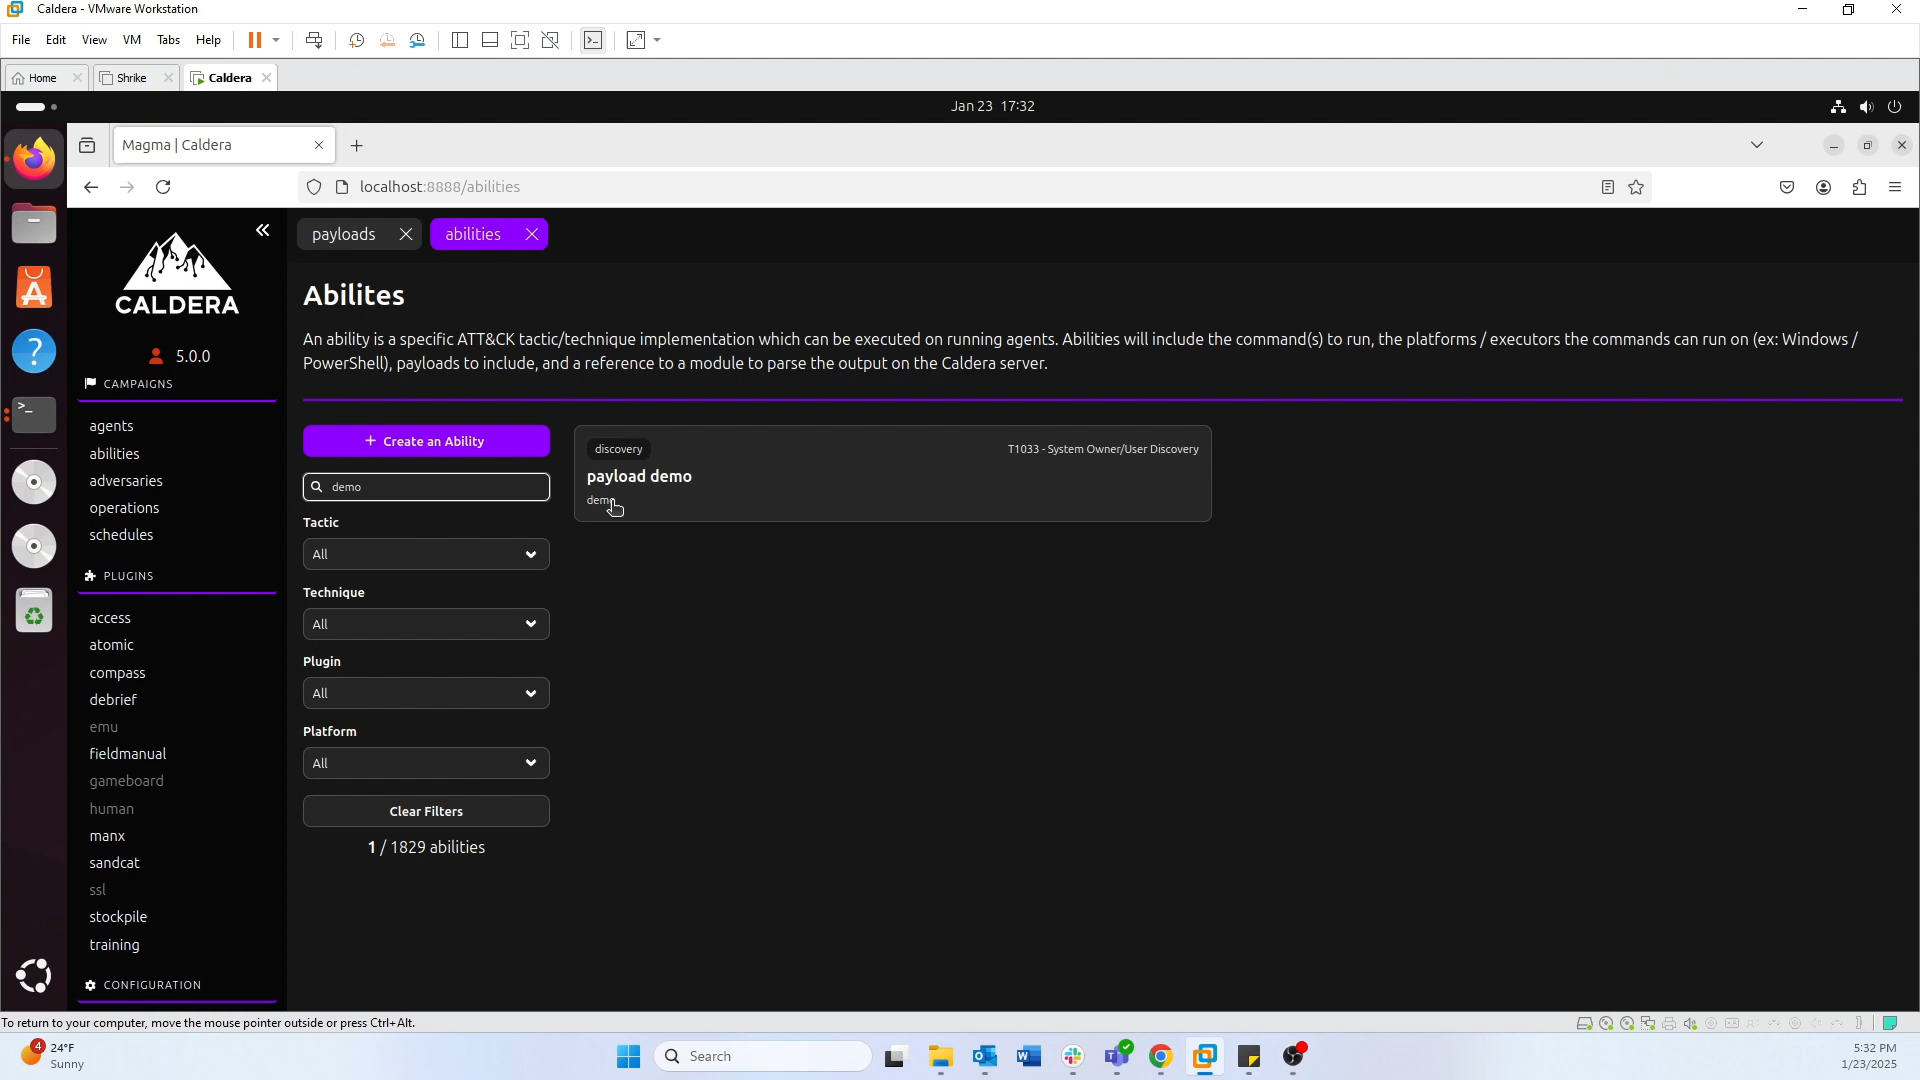 Caldera - VMware Workstation
File Edit View VM Tabs Help
Home Shrike Caldera
Jan 23 17:32
Magma | Caldera
localhost:8888/abilities
CALDERA
5.0.0
CAMPAIGNS
agents
abilities
adversaries
operations
schedules
PLUGINS
access
atomic
compass
debrief
emu
fieldmanual
gameboard
human
manx
sandcat
ssl
stockpile
training
CONFIGURATION
payloads abilities
Abilites
An ability is a specific ATT&CK tactic/technique implementation which can be executed on running agents. Abilities will include the command(s) to run, the platforms / executors the commands can run on (ex: Windows /
PowerShell), payloads to include, and a reference to a module to parse the output on the Caldera server.
+ Create an Ability
demo
Tactic
All
Technique
All
Plugin
All
Platform
All
Clear Filters
1 / 1829 abilities
discovery T1033 - System Owner/User Discovery
payload demo
demo
To return to your computer, move the mouse pointer outside or press Ctrl+Alt.
4
24°F
Sunny
Search
5:32 PM
1/23/2025